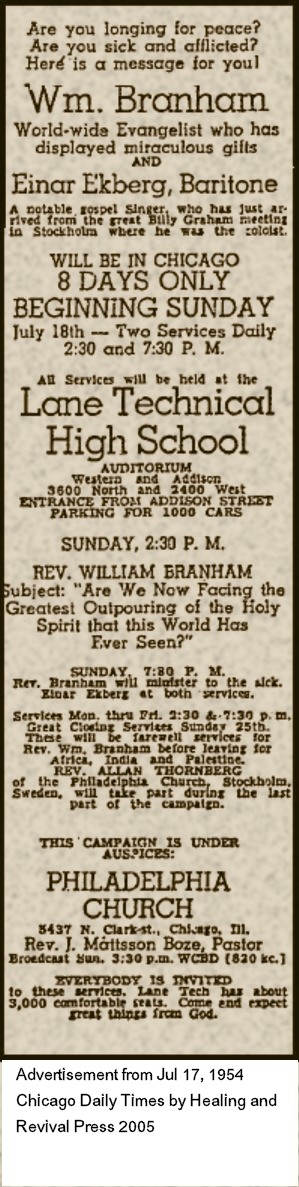 Are you longing for peace?
Are you sick and afflicted?
Here is a message for you!
Wm. Branham
World-wide Evangelist who has
displayed miraculous gifts
AND
Einar Ekberg, Baritone
A notable gospel Singer, who has just ar-
rived from the great Billy Graham meeting
in Stockholm where he was the soloist.
WILL BE IN CHICAGO
8 DAYS ONLY
BEGINNING SUNDAY
July 18th — Two Services Daily
2:30 and 7:30 P. M.
All Services will be held at the
Lane Technical
High School
AUDITORIUM
Western and Addison
3600 North and 2400 West
ENTRANCE FROM ADDISON STREET
PARKING FOR 1000 CARS
SUNDAY, 2:30 P. M.
REV. WILLIAM BRANHAM
Subject: "Are We Now Facing the
Greatest Outpouring of the Holy
Spirit that this World Has
Ever Seen?"
SUNDAY, 7:30 P. M.
Rev. Branham will minister to the sick.
Einar Ekberg at both services.
Services Mon. thru Fri. 2:30 & 7:30 p. m.
Great Closing Services Sunday 25th.
These will be farewell services for
Rev. Wm. Branham before leaving for
Africa, India and Palestine.
REV. ALLAN THORNBERG
of the Philadelphia Church, Stockholm,
Sweden, will take part during the last
part of the campaign.
THIS CAMPAIGN IS UNDER
AUSPICES:
PHILADELPHIA
CHURCH
5437 N. Clark-st., Chicago, Ill.
Rev. J. Mattsson Boze, Pastor
Broadcast Sun. 3:30 p.m. WCBD (820 kc.)
EVERYBODY IS INVITED
to these services. Lane Tech has about
3,000 comfortable seats. Come and expect
great things from God.
Advertisement from Jul 17, 1954
Chicago Daily Times by Healing and
Revival Press 2005